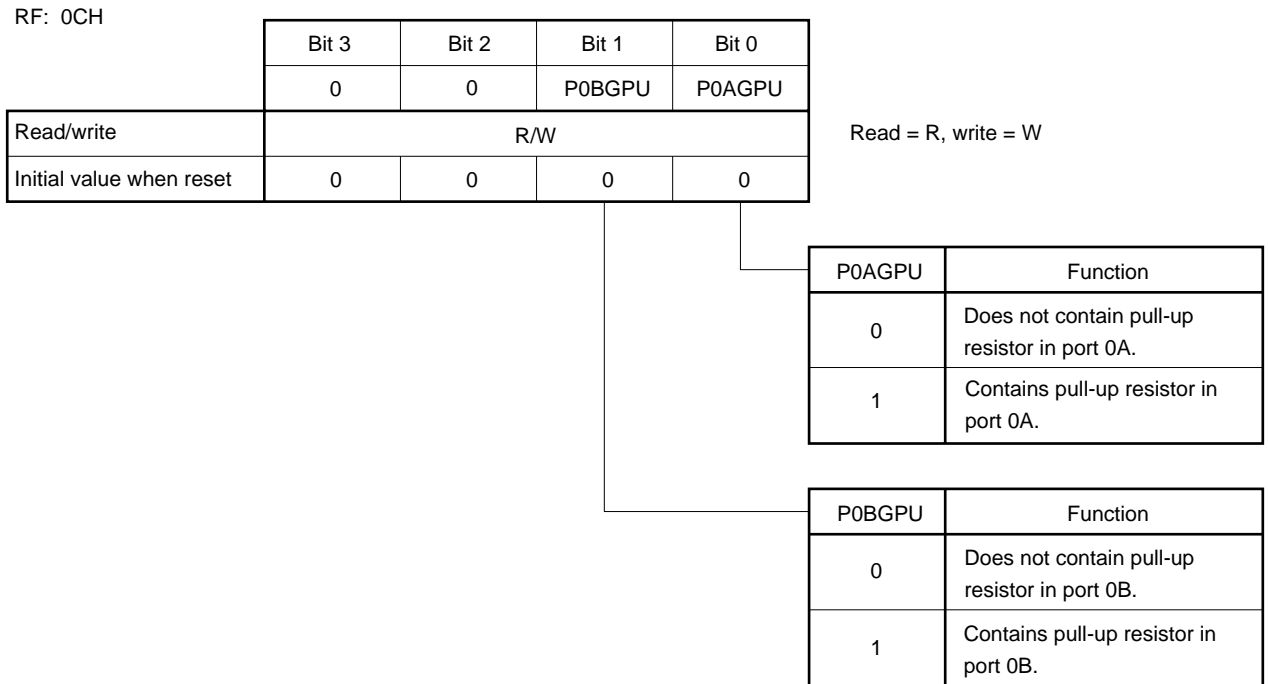 RF: 0CH
Bit 3 Bit 2 Bit 1 Bit 0
0 0 P0BGPU P0AGPU
Read/write R/W Read = R, write = W
Initial value when reset 0 0 0 0
P0AGPU Function
0 Does not contain pull-up
resistor in port 0A.
1 Contains pull-up resistor in
port 0A.
P0BGPU Function
0 Does not contain pull-up
resistor in port 0B.
1 Contains pull-up resistor in
port 0B.